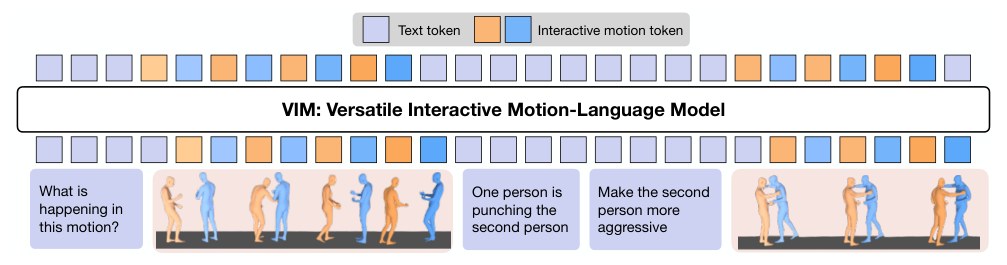 Text token
Interactive motion token
VIM: Versatile Interactive Motion-Language Model
What is
happening in
this motion?
One person is
punching the
second person
Make the second
person more
aggressive